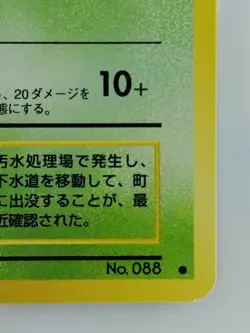 、20ダメージを 10+
態にする。
汚水処理場で発生し、
下水道を移動して、町
に出没することが、最
近確認された。
No. 088 ●